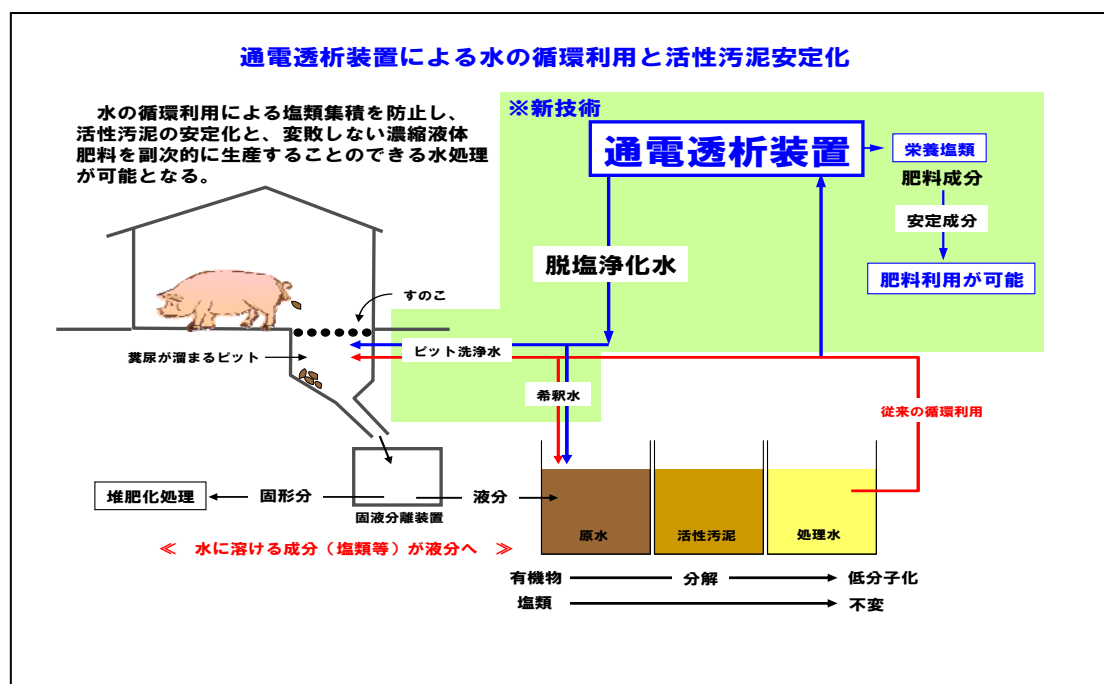 通電透析装置による水の循環利用と活性汚泥安定化
水の循環利用による塩類集積を防止し、
活性汚泥の安定化と、変敗しない濃縮液体
肥料を副次的に生産することのできる水処理
が可能となる。
※新技術
通電透析装置
栄養塩類
肥料成分
安定成分
肥料利用が可能
脱塩浄化水
すのこ
ピット洗浄水
糞尿が溜まるピット
希釈水
従来の循環利用
堆肥化処理
固形分
液分
固液分離装置
原水
活性汚泥
処理水
≪ 水に溶ける成分(塩類等)が液分へ ≫
有機物 分解 低分子化
塩類 不変